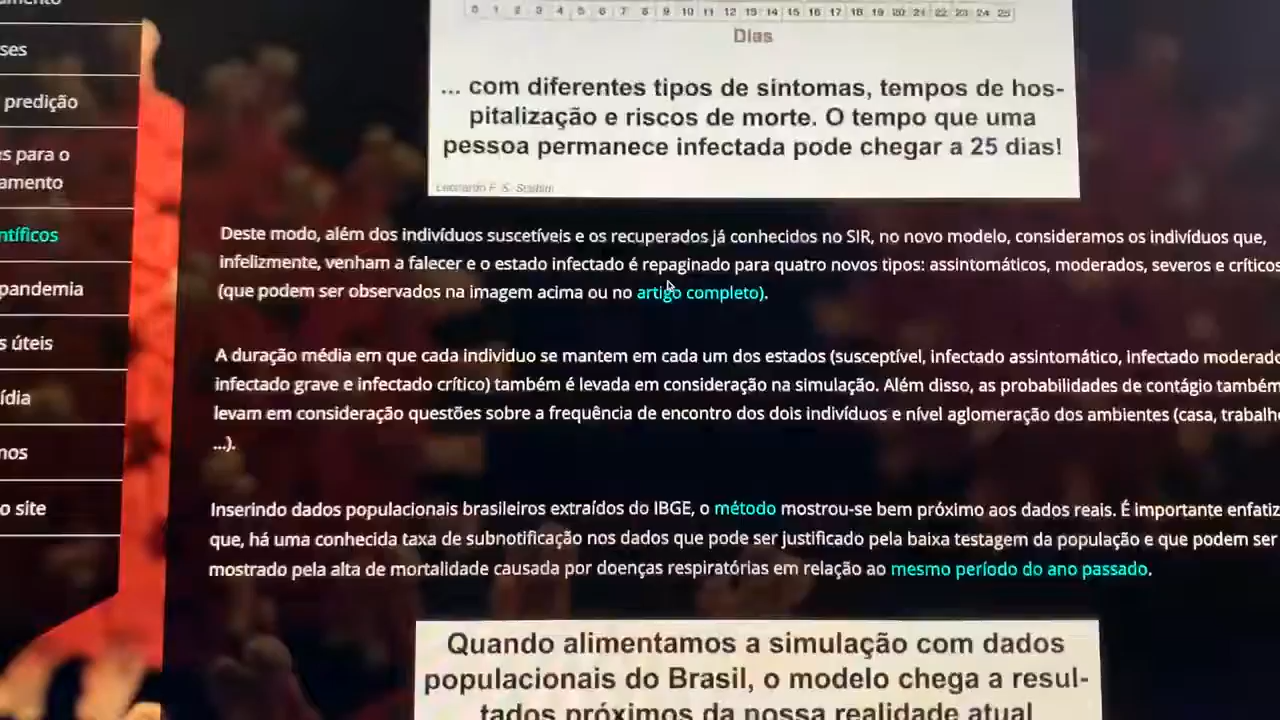 ses
predição
s para o
amento
ntíficos
pandemia
s úteis
ídia
nos
o site
0 1 2 3 4 5 6 7 8 9 10 11 12 13 14 15 16 17 18 19 20 21 22 23 24 25
Dias
... com diferentes tipos de sintomas, tempos de hos-
pitalização e riscos de morte. O tempo que uma
pessoa permanece infectada pode chegar a 25 dias!
Leonardo F. S.
Deste modo, além dos indivíduos suscetíveis e os recuperados já conhecidos no SIR, no novo modelo, consideramos os indivíduos que,
infelizmente, venham a falecer e o estado infectado é repaginado para quatro novos tipos: assintomáticos, moderados, severos e críticos
(que podem ser observados na imagem acima ou no artigo completo).
A duração média em que cada individuo se mantem em cada um dos estados (susceptível, infectado assintomático, infectado moderado
infectado grave e infectado crítico) também é levada em consideração na simulação. Além disso, as probabilidades de contágio também
levam em consideração questões sobre a frequência de encontro dos dois indivíduos e nível aglomeração dos ambientes (casa, trabalho
...).
Inserindo dados populacionais brasileiros extraídos do IBGE, o método mostrou-se bem próximo aos dados reais. É importante enfatiz
que, há uma conhecida taxa de subnotificação nos dados que pode ser justificado pela baixa testagem da população e que podem ser
mostrado pela alta de mortalidade causada por doenças respiratórias em relação ao mesmo período do ano passado.
Quando alimentamos a simulação com dados
populacionais do Brasil, o modelo chega a resul-
tados próximos da nossa realidade atual